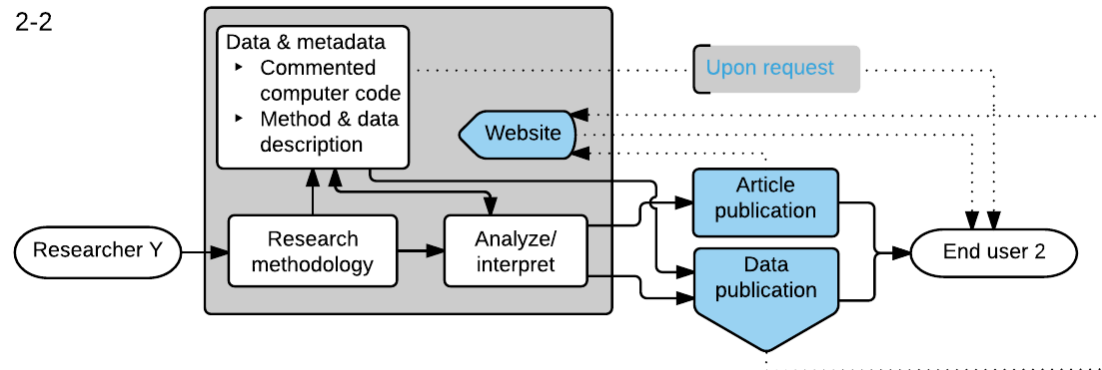 2-2
Data & metadata
‣ Commented
computer code
‣ Method & data
description
Upon request
Website
Article
publication
Researcher Y
Research
methodology
Analyze/
interpret
Data
publication
End user 2